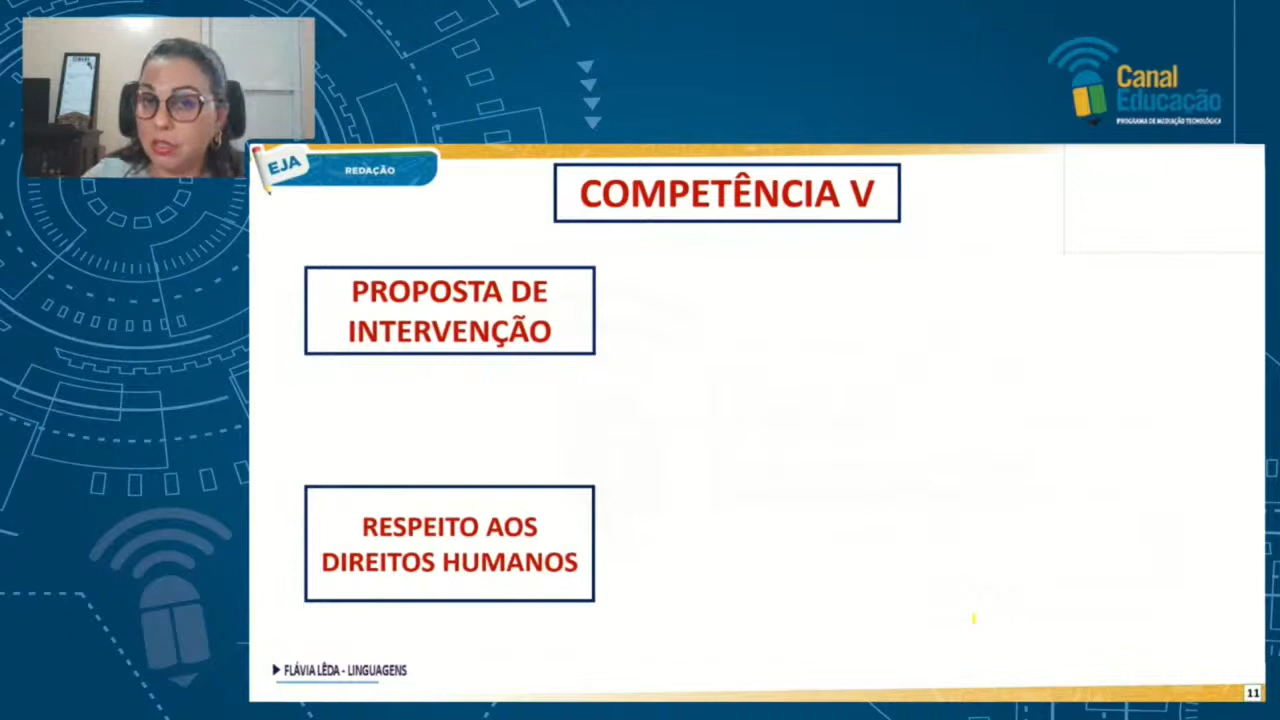 Canal
Educação
PROGRAMA DE MEDIAÇÃO TECNOLÓGICA
EJA
REDAÇÃO
COMPETÊNCIA V
PROPOSTA DE
INTERVENÇÃO
RESPEITO AOS
DIREITOS HUMANOS
FLÁVIA LÊDA - LINGUAGENS
11